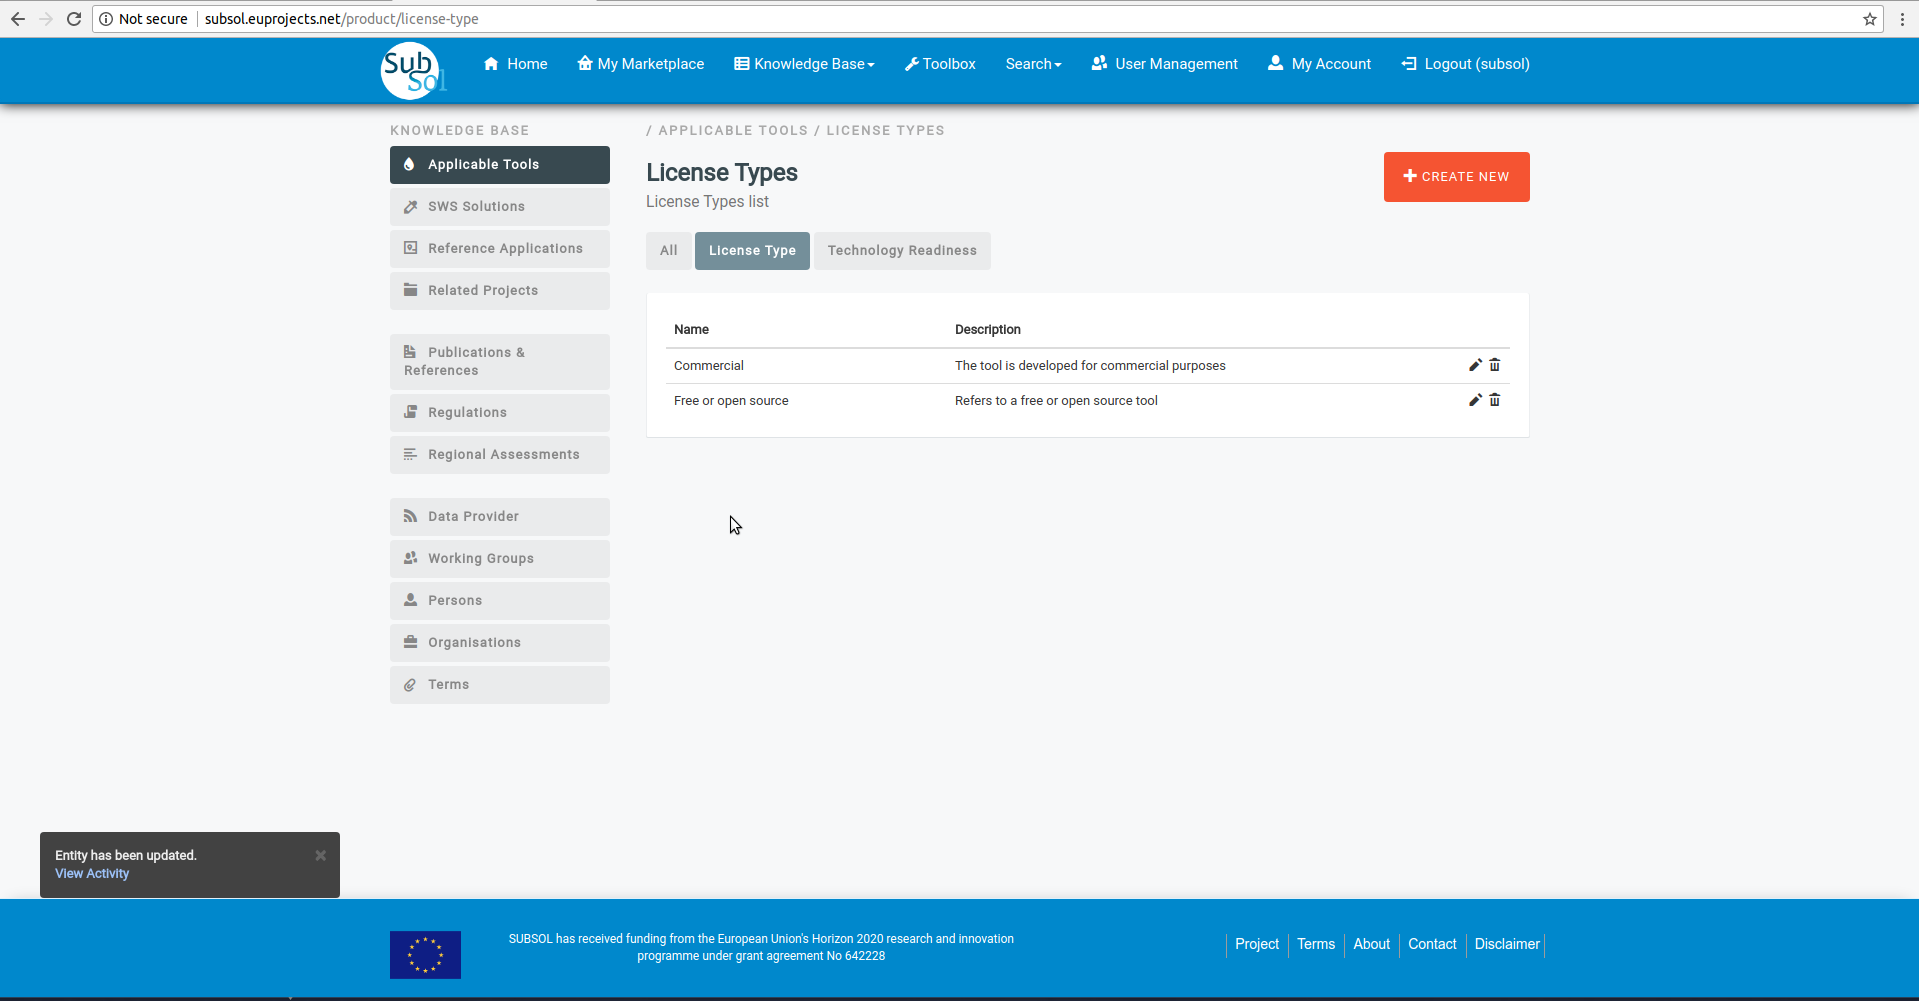 Not secure | subsol.euprojects.net/product/license-type
Sub
Sol
Home
My Marketplace
Knowledge Base
Toolbox
Search
User Management
My Account
Logout (subsol)
KNOWLEDGE BASE
Applicable Tools
SWS Solutions
Reference Applications
Related Projects
Publications &
References
Regulations
Regional Assessments
Data Provider
Working Groups
Persons
Organisations
Terms
/ APPLICABLE TOOLS / LICENSE TYPES
License Types
License Types list
+ CREATE NEW
All
License Type
Technology Readiness
Name Description
Commercial The tool is developed for commercial purposes
Free or open source Refers to a free or open source tool
Entity has been updated. ×
View Activity
SUBSOL has received funding from the European Union's Horizon 2020 research and innovation
programme under grant agreement No 642228
Project | Terms | About | Contact | Disclaimer